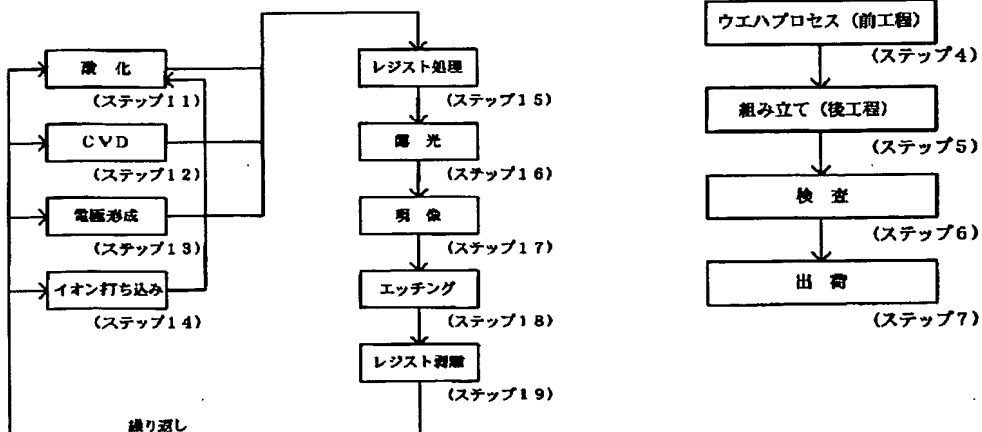 酸化
(ステップ11)
CVD
(ステップ12)
電極形成
(ステップ13)
イオン打ち込み
(ステップ14)
繰り返し
レジスト処理
(ステップ15)
露光
(ステップ16)
現像
(ステップ17)
エッチング
(ステップ18)
レジスト剥離
(ステップ19)
ウエハプロセス(前工程)
(ステップ4)
組み立て(後工程)
(ステップ5)
検査
(ステップ6)
出荷
(ステップ7)